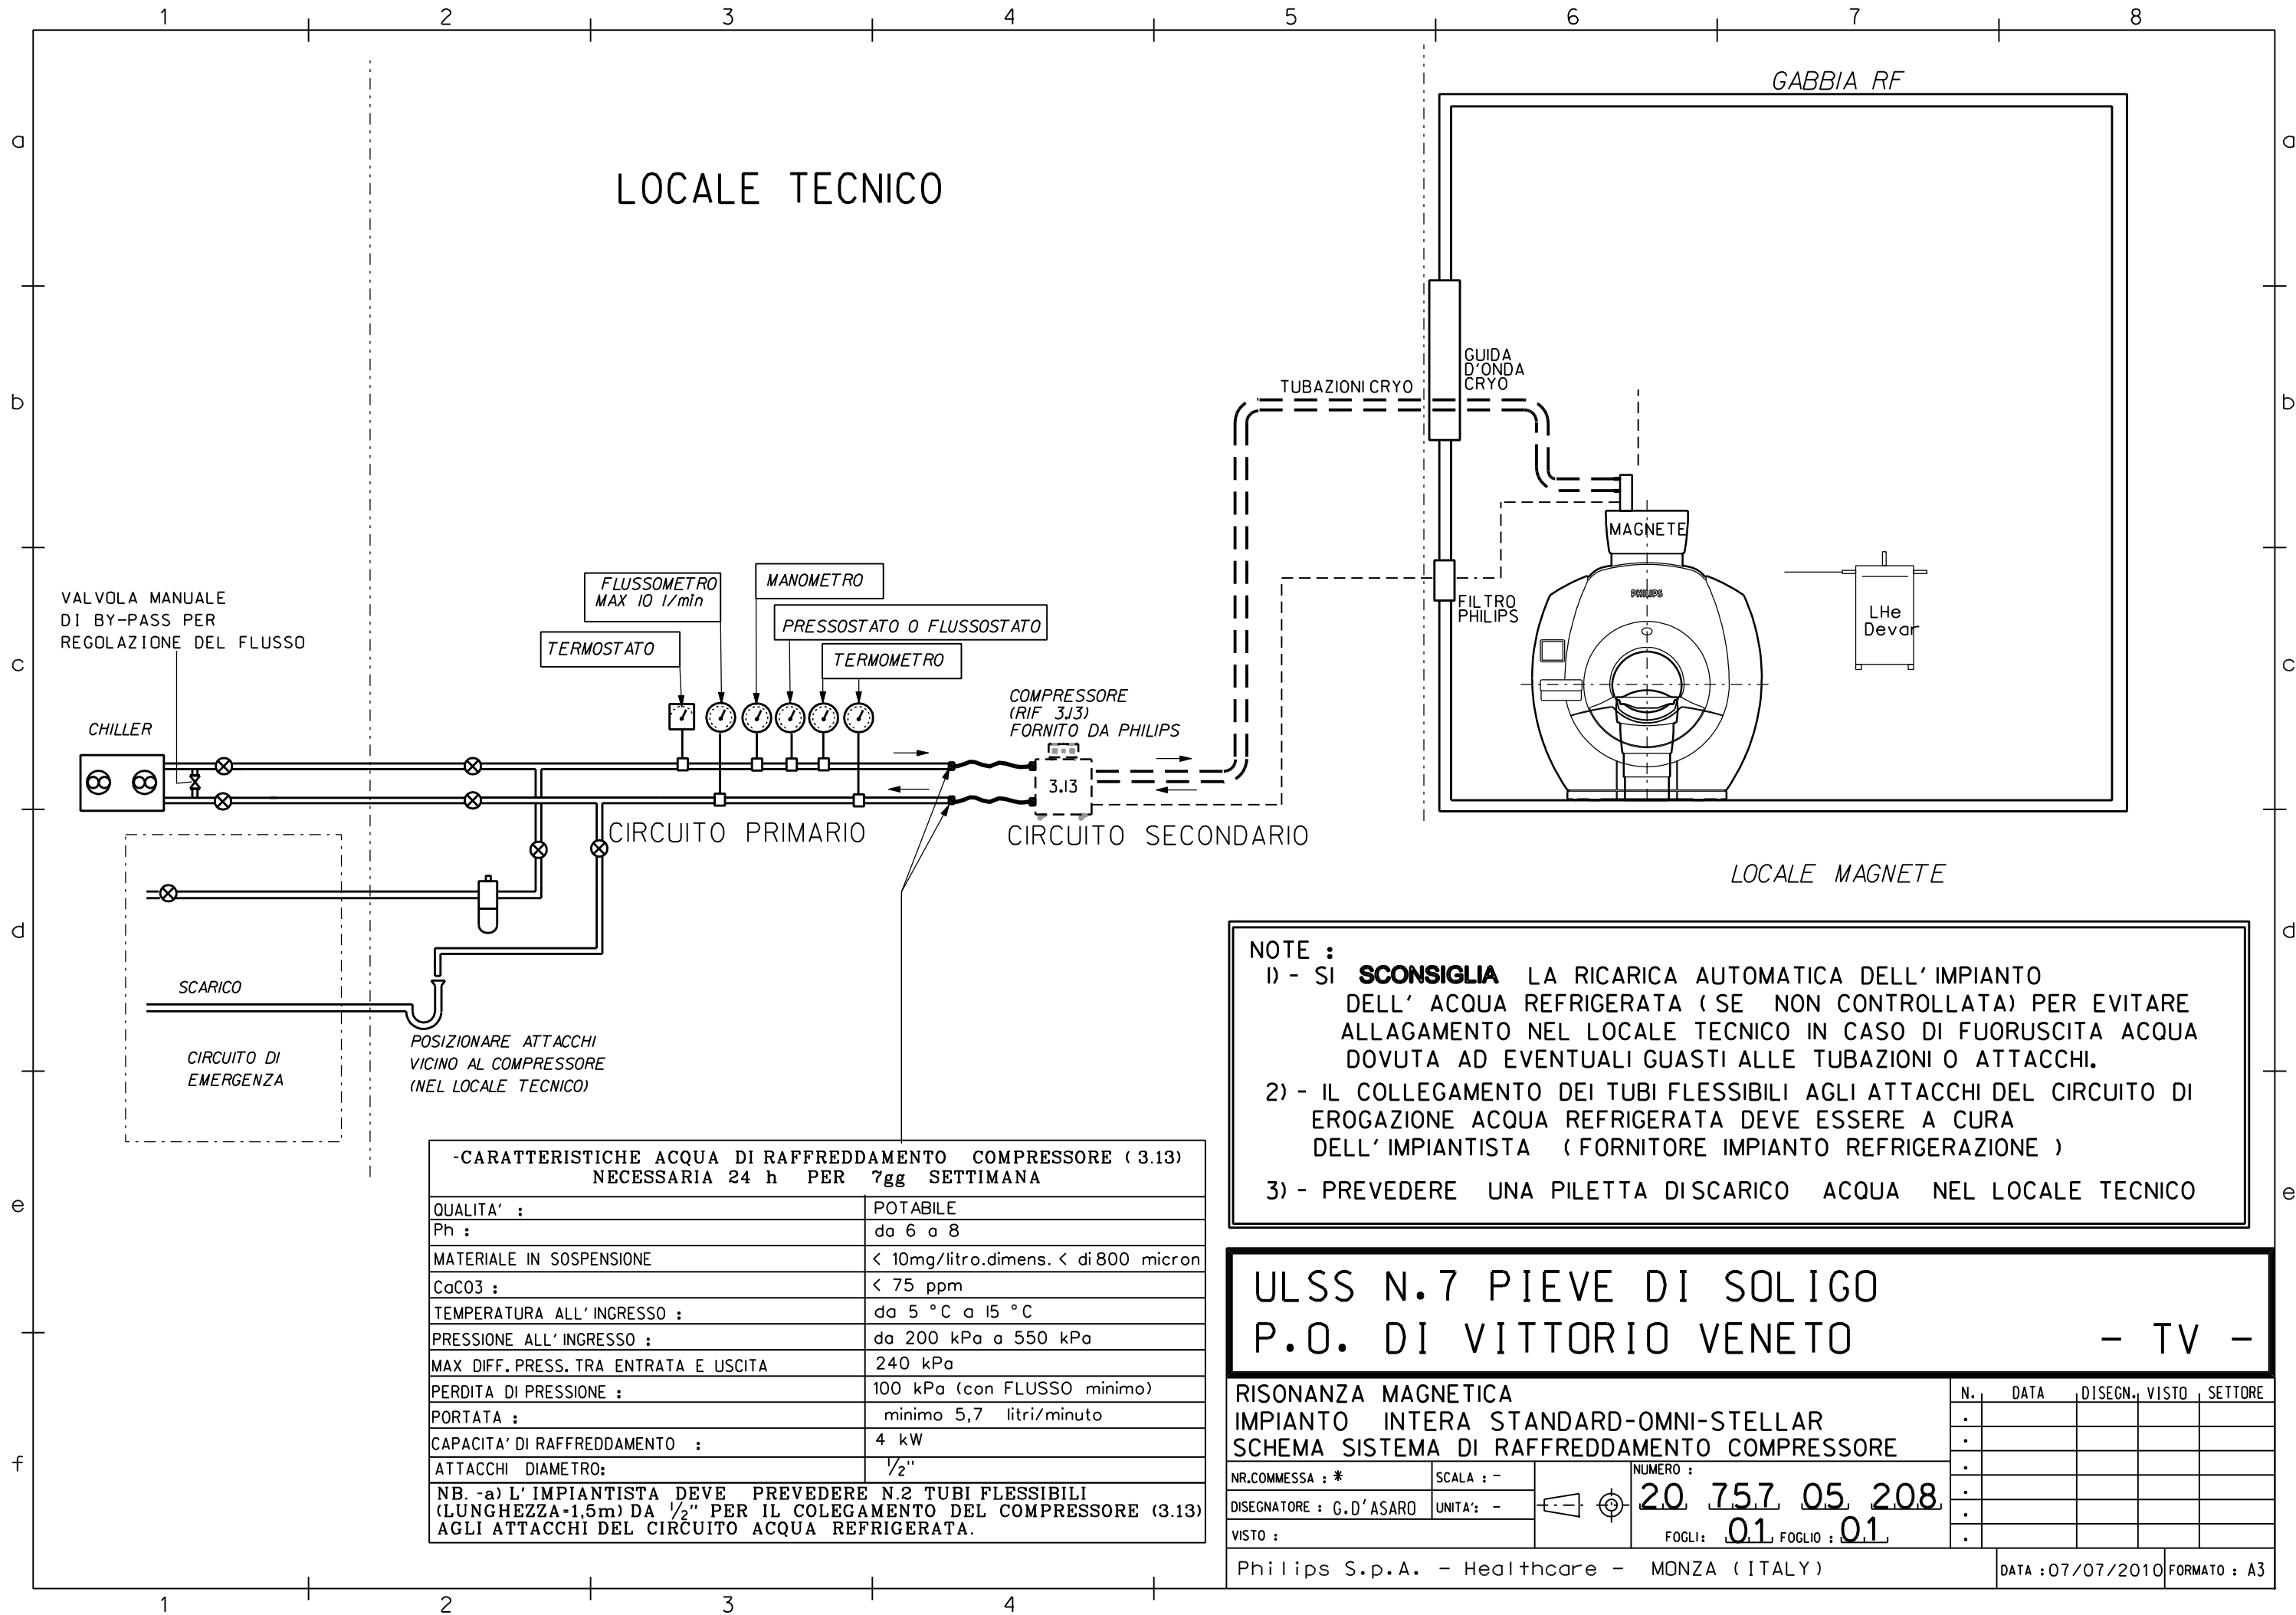 1 2 3 4 5 6 7 8
a a
b b
c c
d d
e e
f
GABBIA RF
LOCALE TECNICO
GUIDA
D'ONDA
CRYO
TUBAZIONI CRYO
MAGNETE
PHILIPS
FILTRO
PHILIPS
LHe
Devar
FLUSSOMETRO
MAX 10 l/min
MANOMETRO
PRESSOSTATO O FLUSSOSTATO
TERMOSTATO
TERMOMETRO
VALVOLA MANUALE
DI BY-PASS PER
REGOLAZIONE DEL FLUSSO
CHILLER
COMPRESSORE
(RIF 3.13)
FORNITO DA PHILIPS
3.13
CIRCUITO PRIMARIO
CIRCUITO SECONDARIO
LOCALE MAGNETE
SCARICO
CIRCUITO DI
EMERGENZA
POSIZIONARE ATTACCHI
VICINO AL COMPRESSORE
(NEL LOCALE TECNICO)
NOTE :
1) - SI SCONSIGLIA LA RICARICA AUTOMATICA DELL' IMPIANTO
DELL' ACQUA REFRIGERATA ( SE NON CONTROLLATA) PER EVITARE
ALLAGAMENTO NEL LOCALE TECNICO IN CASO DI FUORUSCITA ACQUA
DOVUTA AD EVENTUALI GUASTI ALLE TUBAZIONI O ATTACCHI.
2) - IL COLLEGAMENTO DEI TUBI FLESSIBILI AGLI ATTACCHI DEL CIRCUITO DI
EROGAZIONE ACQUA REFRIGERATA DEVE ESSERE A CURA
DELL' IMPIANTISTA ( FORNITORE IMPIANTO REFRIGERAZIONE )
3) - PREVEDERE UNA PILETTA DI SCARICO ACQUA NEL LOCALE TECNICO
-CARATTERISTICHE ACQUA DI RAFFREDDAMENTO COMPRESSORE ( 3.13)
NECESSARIA 24 h PER 7gg SETTIMANA
QUALITA' : POTABILE
Ph : da 6 a 8
MATERIALE IN SOSPENSIONE < 10mg/litro.dimens. < di 800 micron
CaCO3 : < 75 ppm
TEMPERATURA ALL' INGRESSO : da 5 °C a 15 °C
PRESSIONE ALL' INGRESSO : da 200 kPa a 550 kPa
MAX DIFF. PRESS. TRA ENTRATA E USCITA 240 kPa
PERDITA DI PRESSIONE : 100 kPa (con FLUSSO minimo)
PORTATA : minimo 5,7 litri/minuto
CAPACITA' DI RAFFREDDAMENTO : 4 kW
ATTACCHI DIAMETRO: 1/2"
NB. -a) L' IMPIANTISTA DEVE PREVEDERE N.2 TUBI FLESSIBILI
(LUNGHEZZA=1,5m) DA 1/2" PER IL COLEGAMENTO DEL COMPRESSORE (3.13)
AGLI ATTACCHI DEL CIRCUITO ACQUA REFRIGERATA.
ULSS N.7 PIEVE DI SOLIGO
P.O. DI VITTORIO VENETO - TV -
RISONANZA MAGNETICA
IMPIANTO INTERA STANDARD-OMNI-STELLAR
SCHEMA SISTEMA DI RAFFREDDAMENTO COMPRESSORE
N. DATA DISEGN. VISTO SETTORE
NR.COMMESSA : * SCALA : -
DISEGNATORE : G.D'ASARO UNITA': -
VISTO :
NUMERO :
20 757 05 208
FOGLI: 01 FOGLIO : 01
Philips S.p.A. - Healthcare - MONZA ( ITALY) DATA : 07/07/2010 FORMATO : A3
1 2 3 4